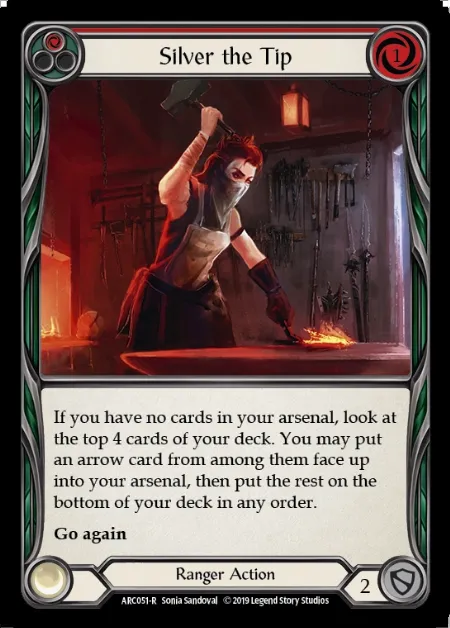 Silver the Tip
1
If you have no cards in your arsenal, look at
the top 4 cards of your deck. You may put
an arrow card from among them face up
into your arsenal, then put the rest on the
bottom of your deck in any order.
Go again
Ranger Action
2
ARC051-R Sonia Sandoval © 2019 Legend Story Studios